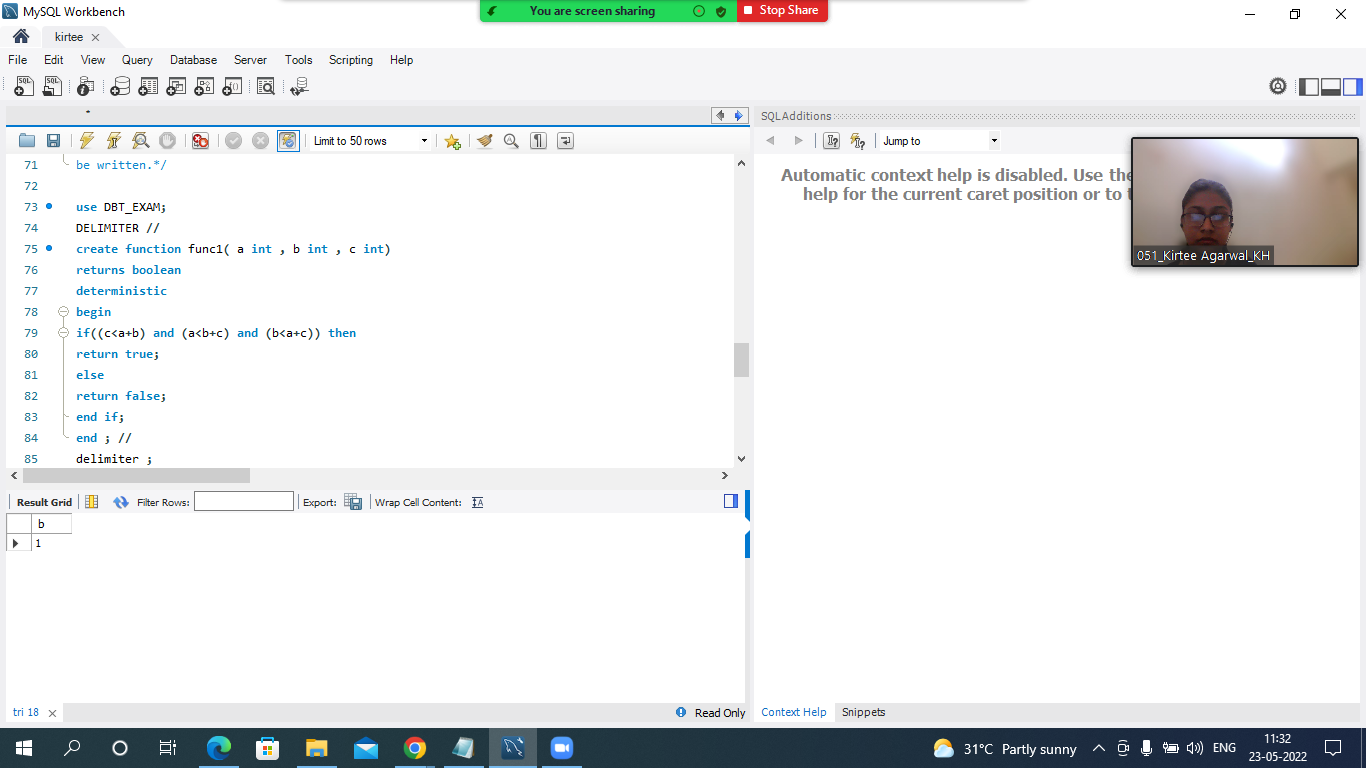 MySQL Workbench
You are screen sharing
Stop Share
kirtee
File Edit View Query Database Server Tools Scripting Help
Limit to 50 rows
71 be written.*/
72
73 use DBT_EXAM;
74 DELIMITER //
75 create function func1( a int , b int , c int)
76 returns boolean
77 deterministic
78 begin
79 if((c<a+b) and (a<b+c) and (b<a+c)) then
80 return true;
81 else
82 return false;
83 end if;
84 end ; //
85 delimiter ;
Result Grid Filter Rows: Export: Wrap Cell Content:
b
1
tri 18
Read Only
SQLAdditions
Jump to
Automatic context help is disabled. Use the
help for the current caret position or to
051_Kirtee Agarwal_KH
Context Help Snippets
31°C Partly sunny
ENG
11:32
23-05-2022